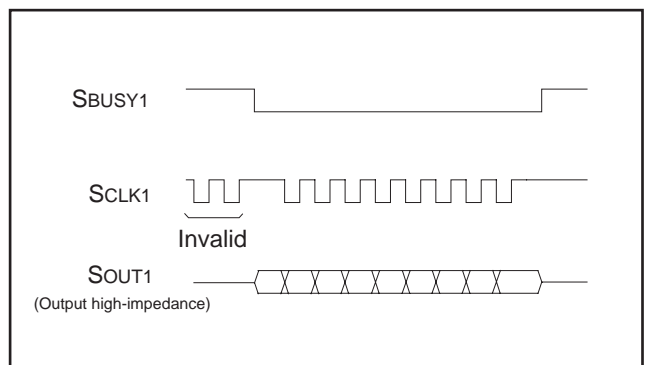 SBUSY1
SCLK1
Invalid
SOUT1
(Output high-impedance)